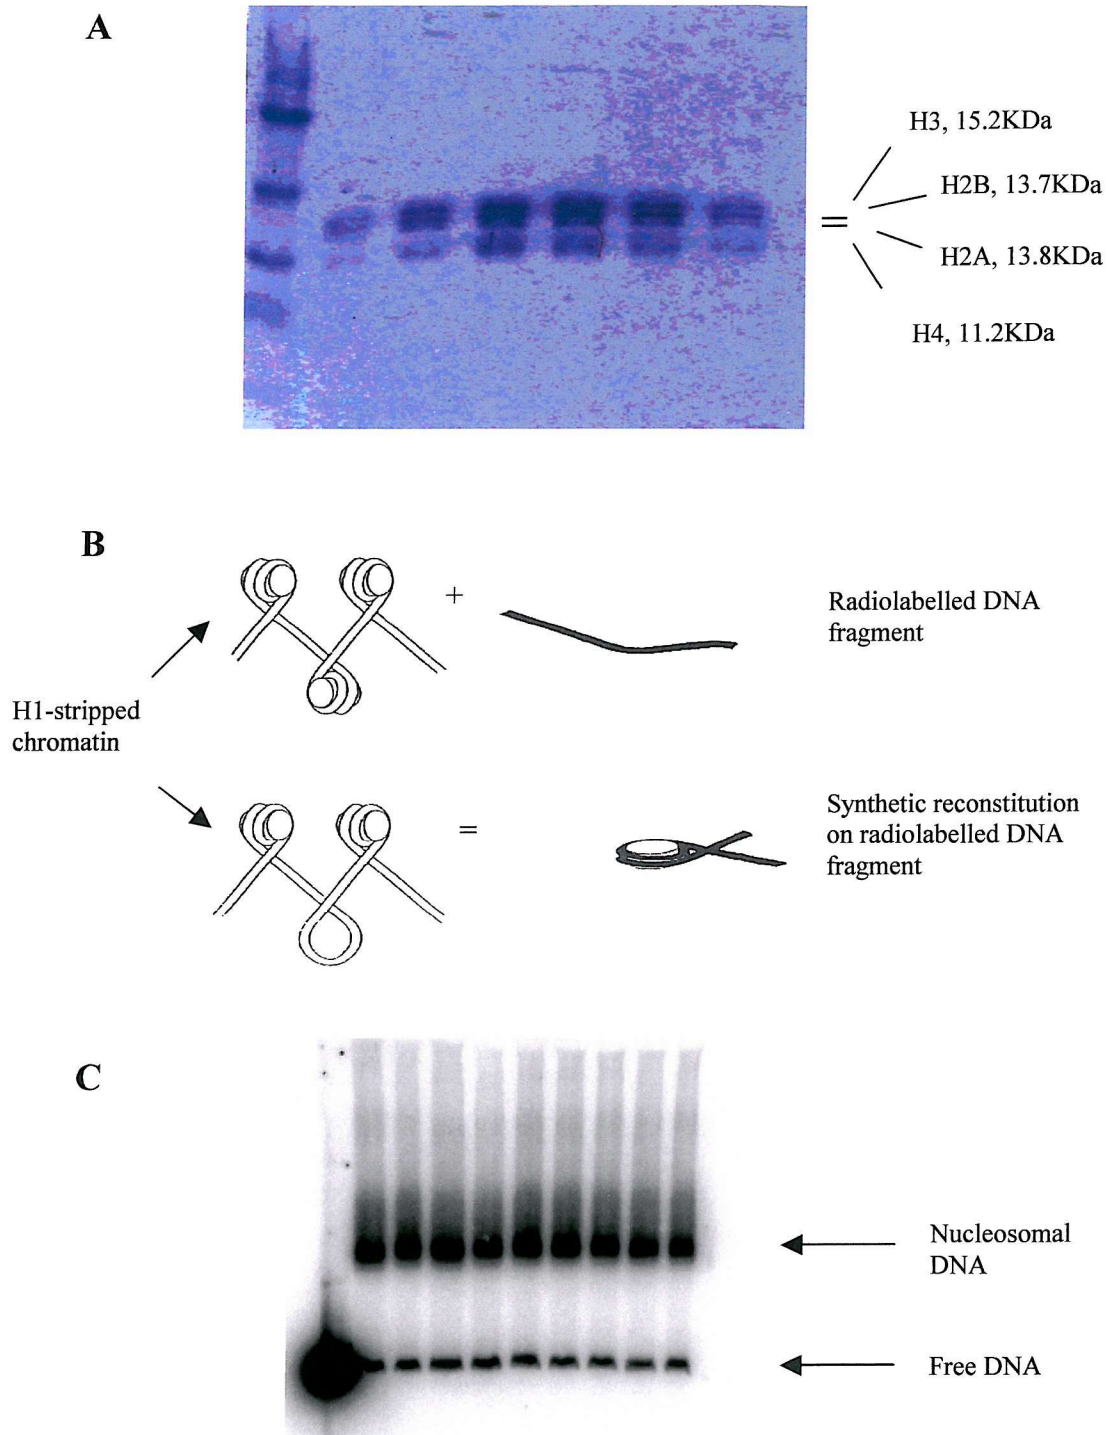 A
H3, 15.2KDa
H2B, 13.7KDa
H2A, 13.8KDa
H4, 11.2KDa
B
+
Radiolabelled DNA
fragment
H1-stripped
chromatin
=
Synthetic reconstitution
on radiolabelled DNA
fragment
C
Nucleosomal
DNA
Free DNA